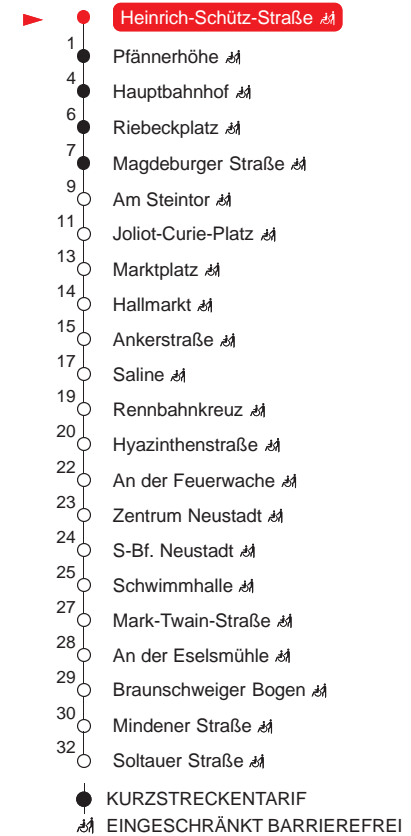 Heinrich-Schütz-Straße
1
Pfännerhöhe
4
Hauptbahnhof
6
Riebeckplatz
7
Magdeburger Straße
9
Am Steintor
11
Joliot-Curie-Platz
13
Marktplatz
14
Hallmarkt
15
Ankerstraße
17
Saline
19
Rennbahnkreuz
20
Hyazinthenstraße
22
An der Feuerwache
23
Zentrum Neustadt
24
S-Bf. Neustadt
25
Schwimmhalle
27
Mark-Twain-Straße
28
An der Eselsmühle
29
Braunschweiger Bogen
30
Mindener Straße
32
Soltauer Straße
KURZSTRECKENTARIF
EINGESCHRÄNKT BARRIEREFREI